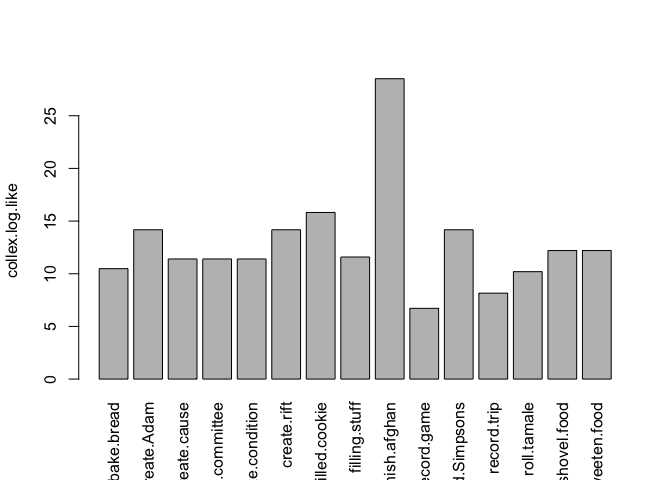 collex.log.like
25
20
15
10
5
0
bake.bread
reate.Adam
eate.cause
.committee
e.condition
create.rift
illed.cookie
filling.stuff
nish.afghan
ecord.game
d.Simpsons
record.trip
roll.tamale
shovel.food
veeten.food